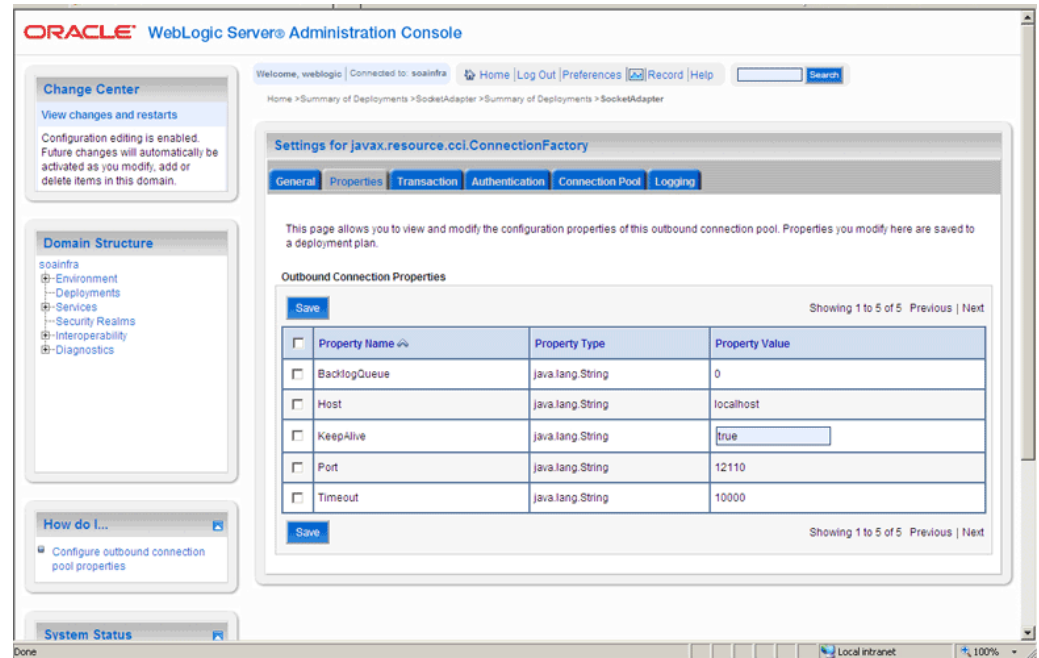 ORACLE® WebLogic Server® Administration Console
Change Center
View changes and restarts
Configuration editing is enabled.
Future changes will automatically be
activated as you modify, add or
delete items in this domain.
Domain Structure
soainfra
Environment
Deployments
Services
Security Realms
Interoperability
Diagnostics
How do I...
Configure outbound connection
pool properties
System Status
Welcome, weblogic | Connected to: soainfra Home |Log Out |Preferences | Record |Help Search
Home >Summary of Deployments >SocketAdapter >Summary of Deployments >SocketAdapter
Settings for javax.resource.cci.ConnectionFactory
General Properties Transaction Authentication Connection Pool Logging
This page allows you to view and modify the configuration properties of this outbound connection pool. Properties you modify here are saved to
a deployment plan.
Outbound Connection Properties
Save Showing 1 to 5 of 5 Previous | Next
Property Name Property Type Property Value
BacklogQueue java.lang.String 0
Host java.lang.String localhost
KeepAlive java.lang.String true
Port java.lang.String 12110
Timeout java.lang.String 10000
Save Showing 1 to 5 of 5 Previous | Next
Done Local intranet 100%